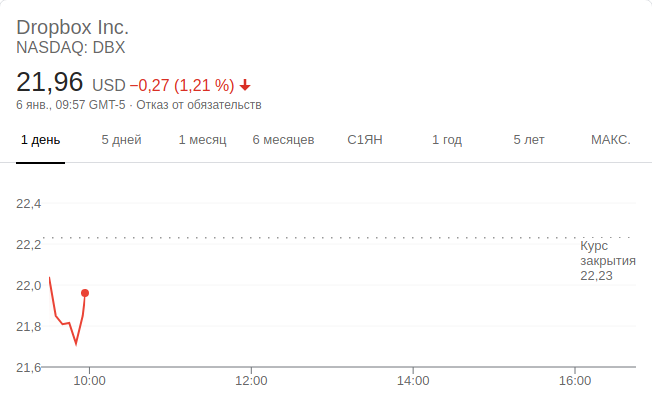 Dropbox Inc.
NASDAQ: DBX
21,96 USD −0,27 (1,21 %)
6 янв., 09:57 GMT-5 · Отказ от обязательств
1 день 5 дней 1 месяц 6 месяцев С1ЯН 1 год 5 лет МАКС.
22,4
22,2
Курс
закрытия
22,23
22,0
21,8
21,6
10:00 12:00 14:00 16:00